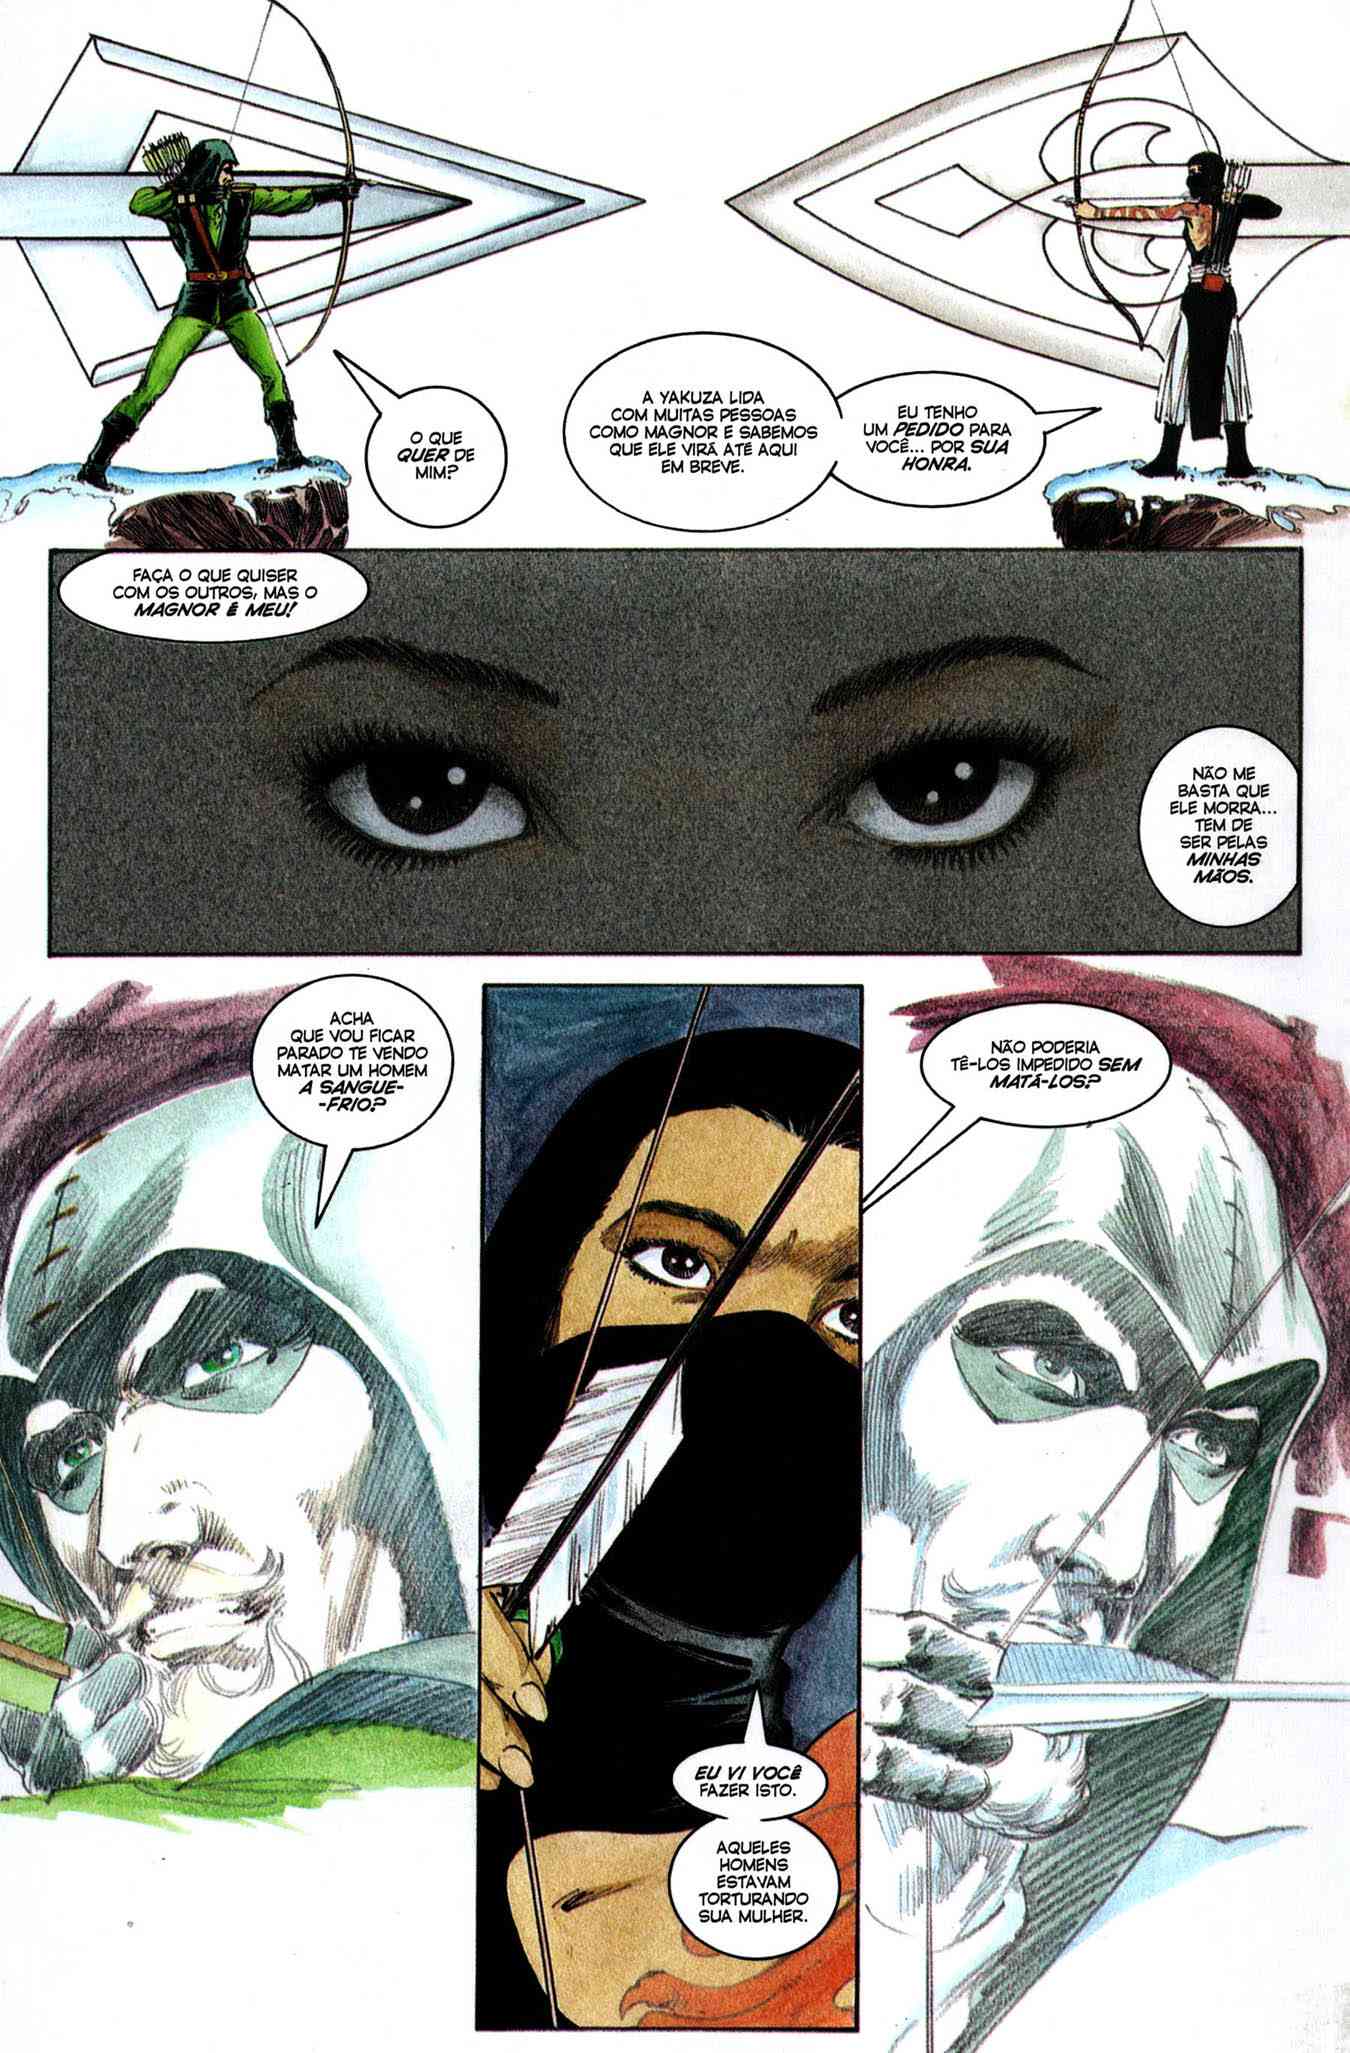 O QUE
QUER DE
MIM?
A YAKUZA LIDA
COM MUITAS PESSOAS
COMO MAGNOR E SABEMOS
QUE ELE VIRÁ ATÉ AQUI
EM BREVE.
EU TENHO
UM PEDIDO PARA
VOCÊ... POR SUA
HONRA.
FAÇA O QUE QUISER
COM OS OUTROS, MAS O
MAGNOR É MEU!
NÃO ME
BASTA QUE
ELE MORRA...
TEM DE
SER PELAS
MINHAS
MÃOS.
ACHA
QUE VOU FICAR
PARADO TE VENDO
MATAR UM HOMEM
A SANGUE-
-FRIO?
EU VI VOCÊ
FAZER ISTO.
AQUELES
HOMENS
ESTAVAM
TORTURANDO
SUA MULHER.
NÃO PODERIA
TÊ-LOS IMPEDIDO SEM
MATÁ-LOS?